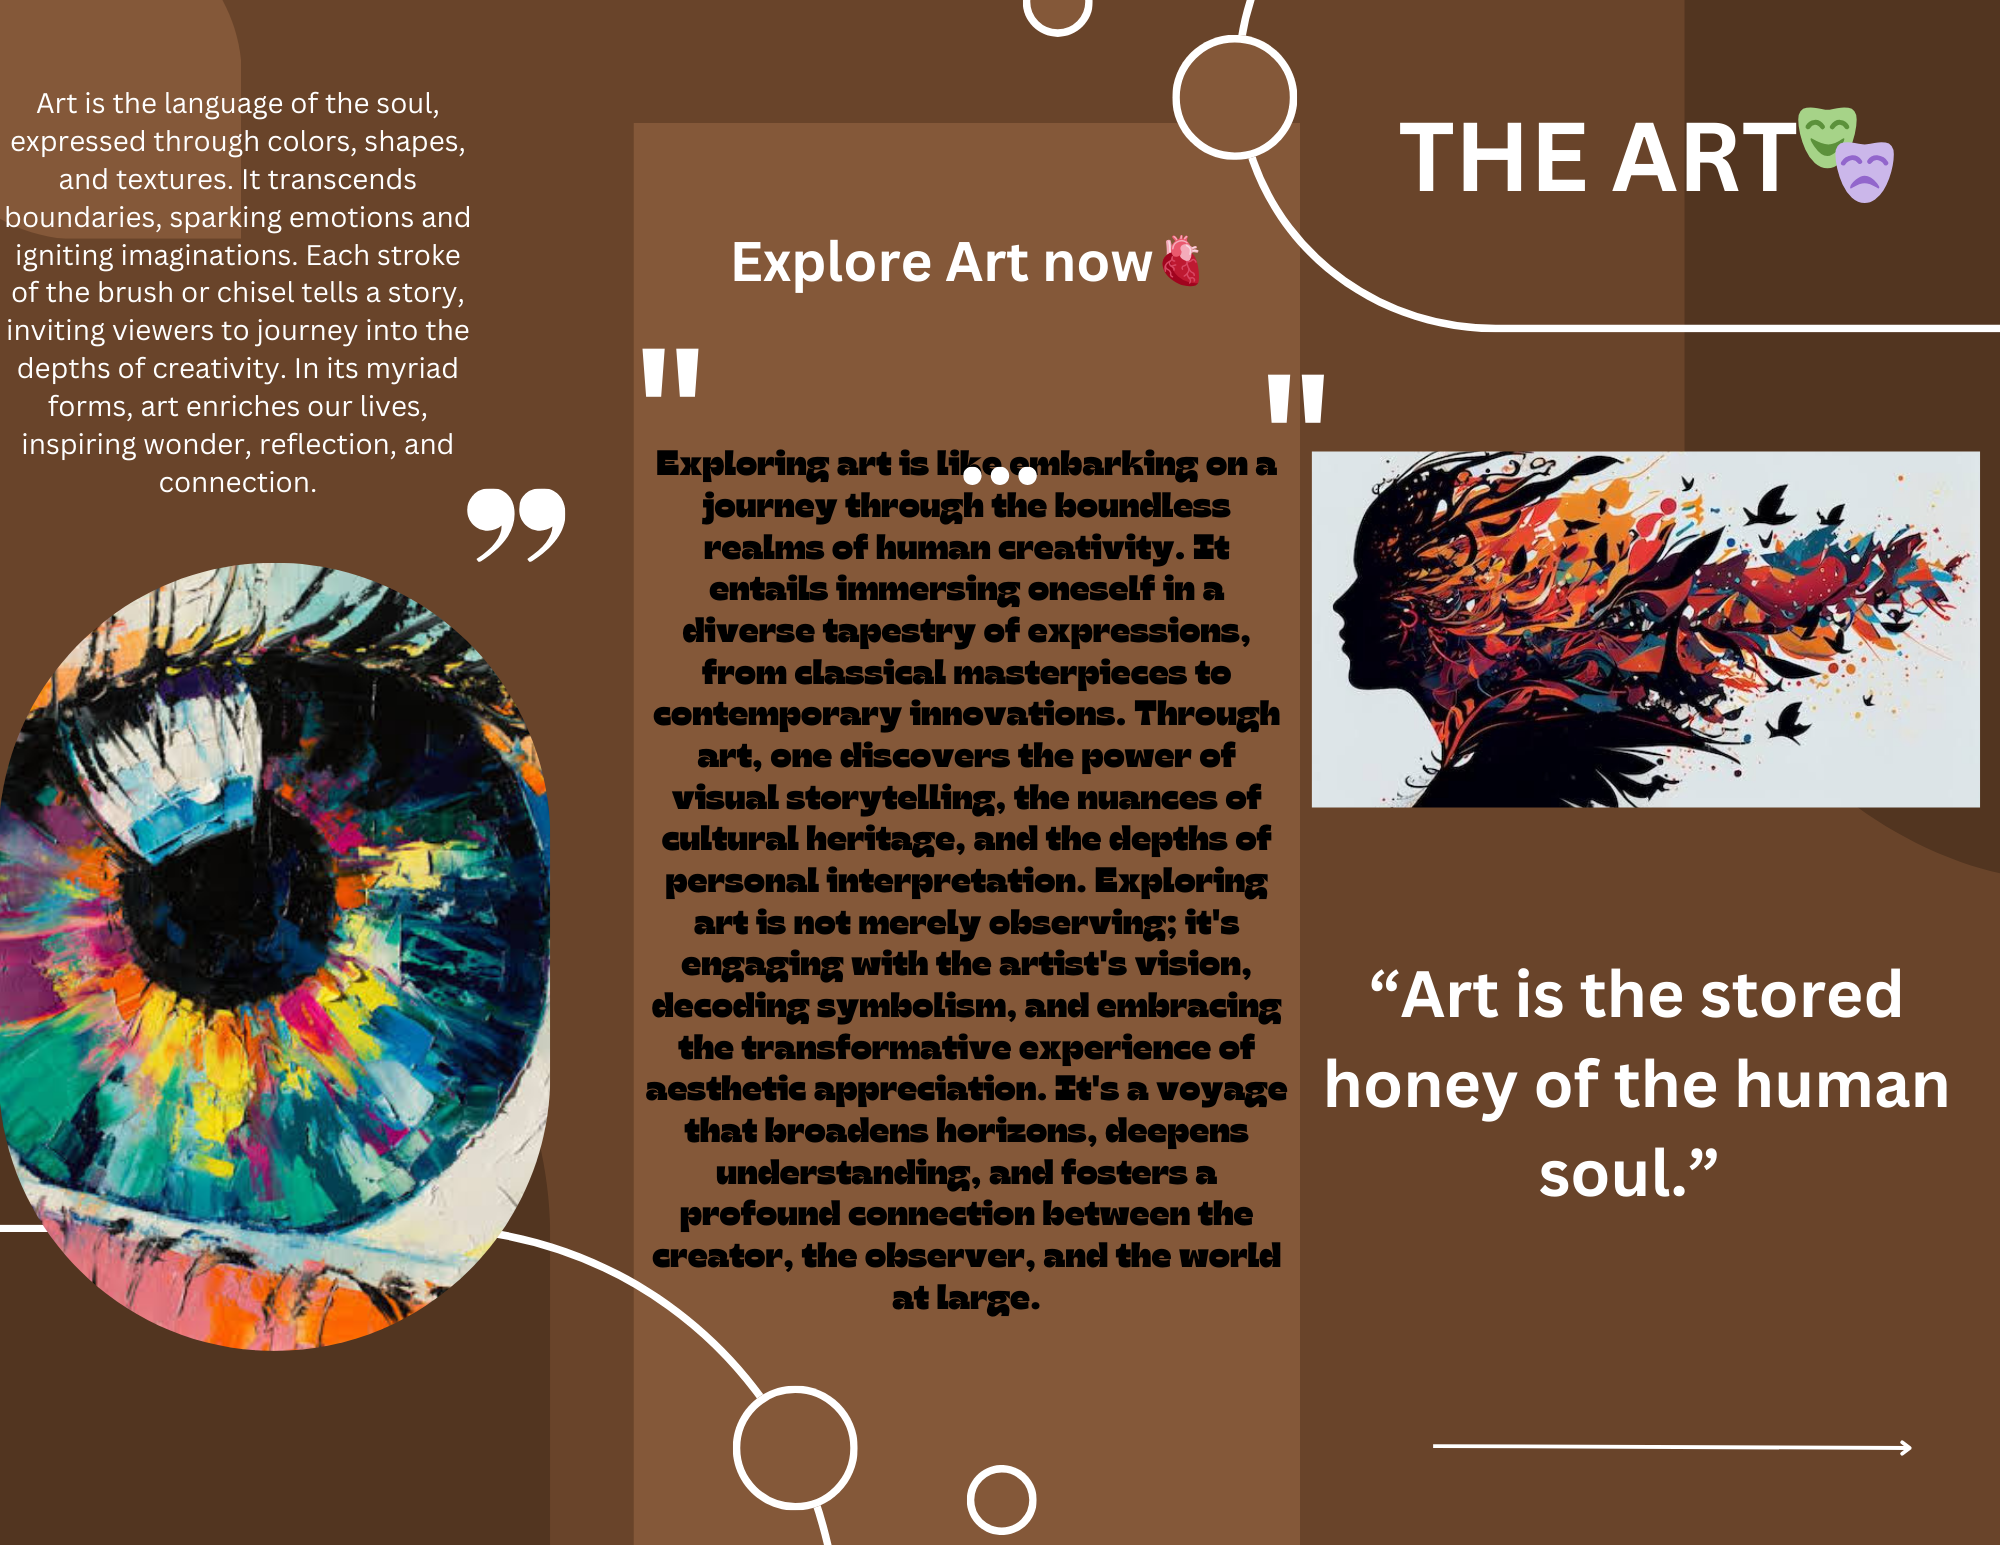 Art is the language of the soul,
expressed through colors, shapes,
and textures. It transcends
boundaries, sparking emotions and
igniting imaginations. Each stroke
of the brush or chisel tells a story,
inviting viewers to journey into the
depths of creativity. In its myriad
forms, art enriches our lives,
inspiring wonder, reflection, and
connection.
”
Explore Art now🫀
"
"
...
Exploring art is like embarking on a
journey through the boundless
realms of human creativity. It
entails immersing oneself in a
diverse tapestry of expressions,
from classical masterpieces to
contemporary innovations. Through
art, one discovers the power of
visual storytelling, the nuances of
cultural heritage, and the depths of
personal interpretation. Exploring
art is not merely observing; it's
engaging with the artist's vision,
decoding symbolism, and embracing
the transformative experience of
aesthetic appreciation. It's a voyage
that broadens horizons, deepens
understanding, and fosters a
profound connection between the
creator, the observer, and the world
at large.
THE ART🎭
“Art is the stored
honey of the human
soul.”